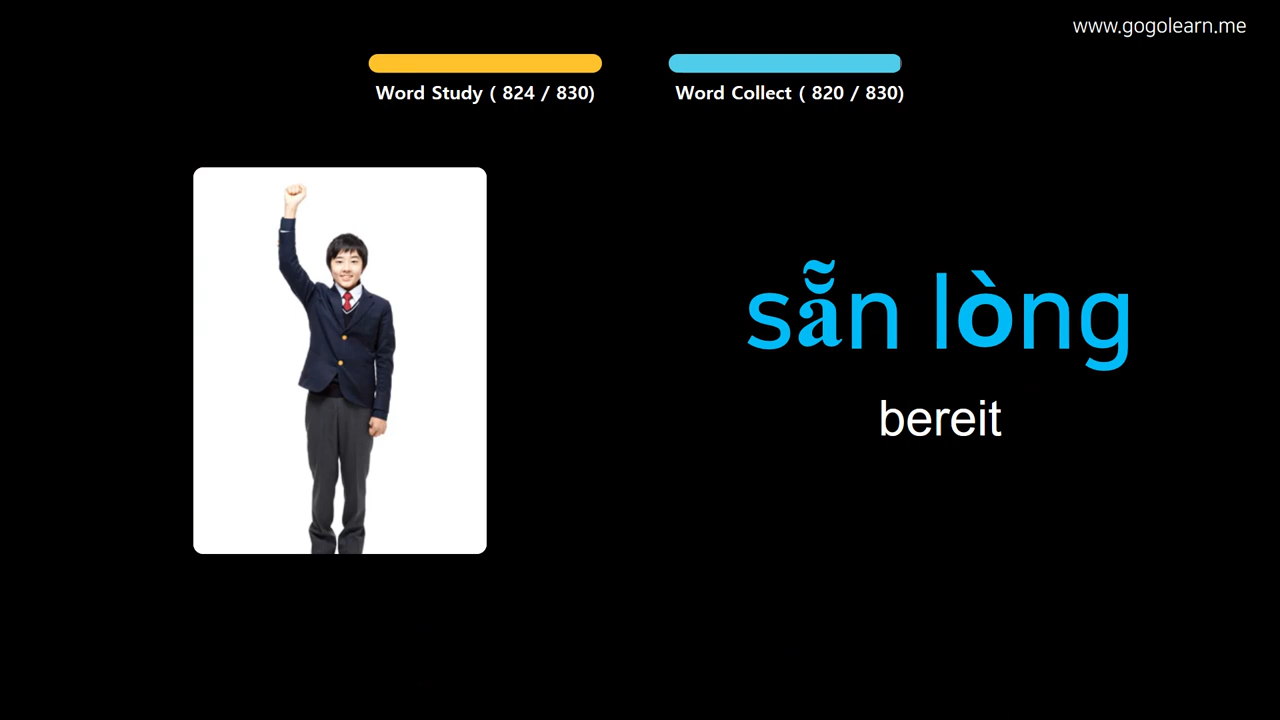 www.gogolearn.me
Word Study ( 824 / 830)
Word Collect ( 820 / 830)
sẵn lòng
bereit